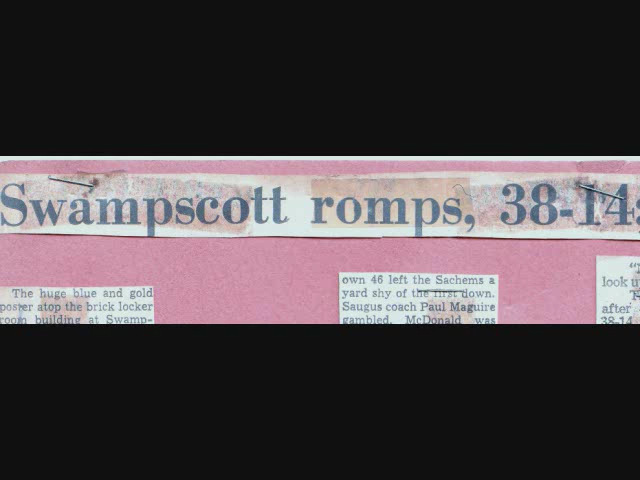 Swampscott romps, 38-14;
The huge blue and gold
poster atop the brick locker
room building at Swamp-
own 46 left the Sachems a
yard shy of the first down.
Saugus coach Paul Maguire
gambled. McDonald was
look u
after
38-14